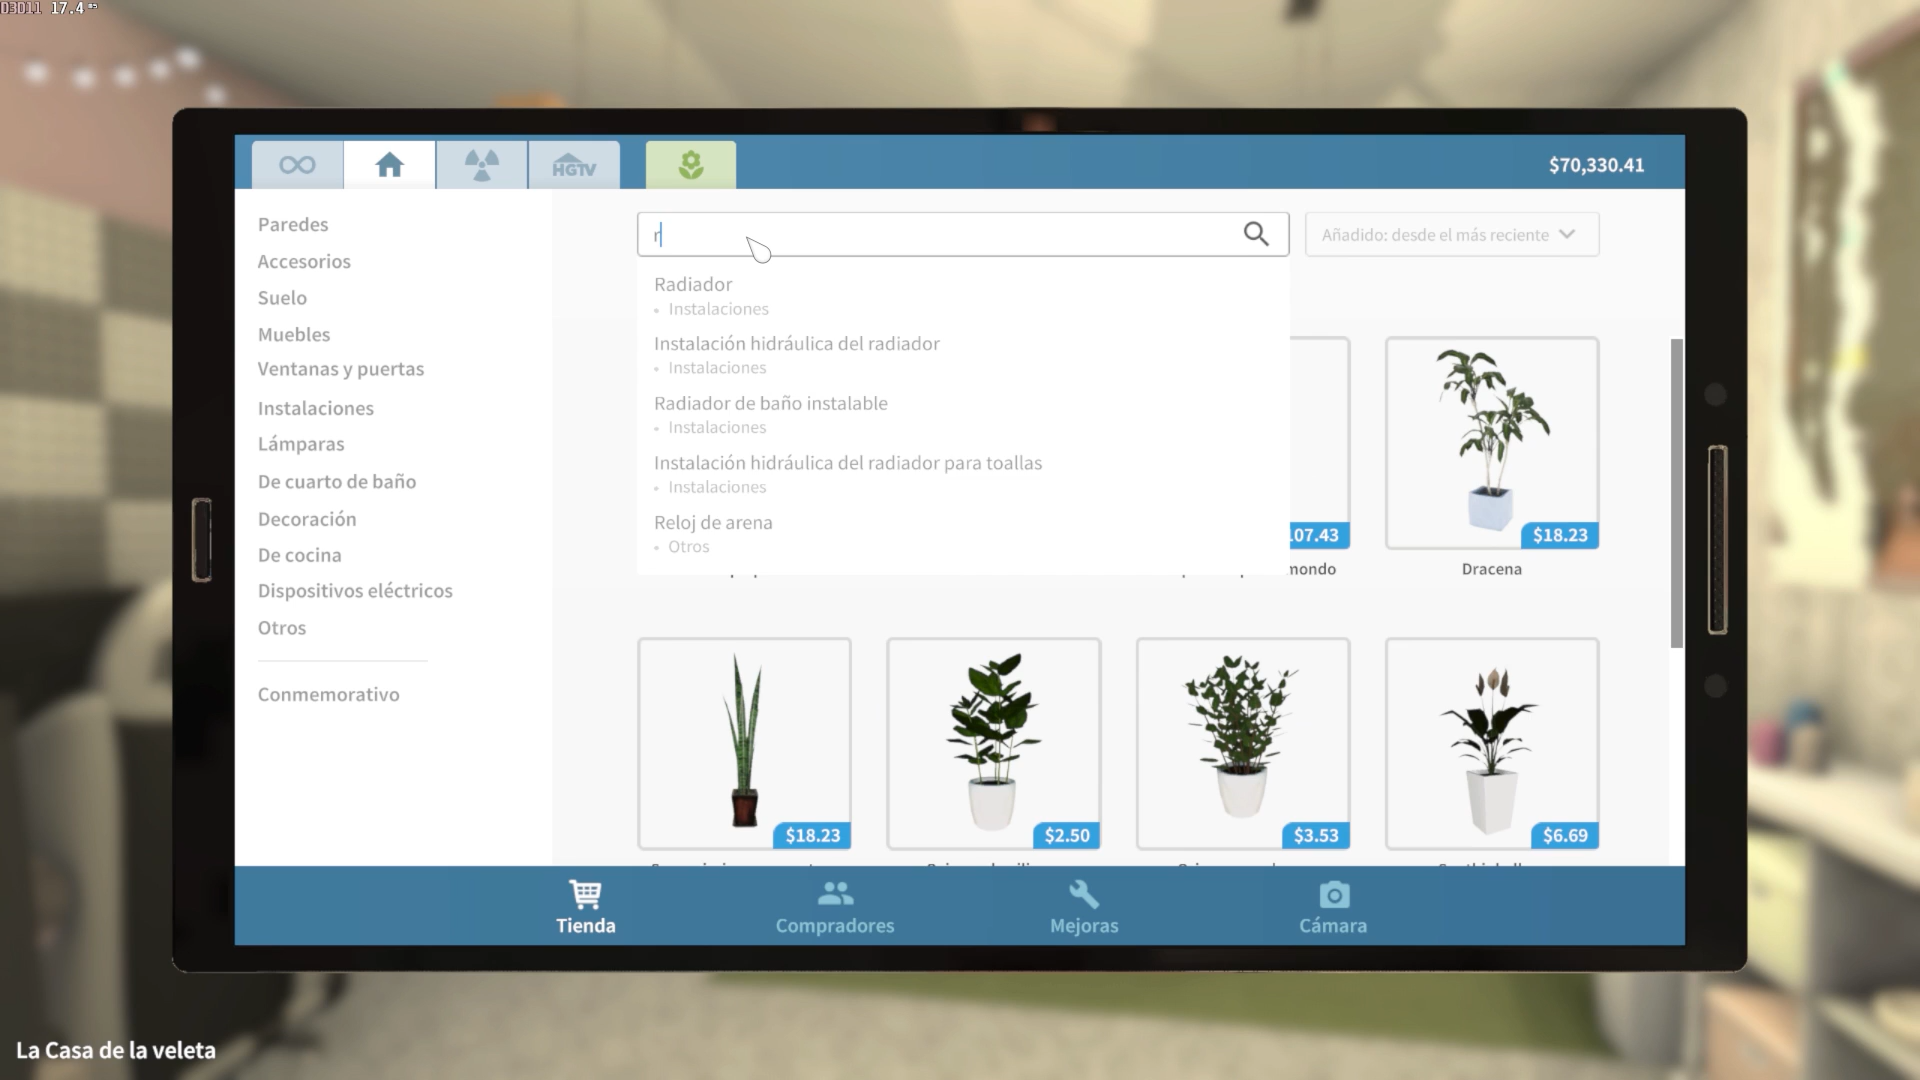 D3D11 17.4
HGTV
$70,330.41
Paredes
Accesorios
Suelo
Muebles
Ventanas y puertas
Instalaciones
Lámparas
De cuarto de baño
Decoración
De cocina
Dispositivos eléctricos
Otros
Conmemorativo
r
Añadido: desde el más reciente
Radiador
• Instalaciones
Instalación hidráulica del radiador
• Instalaciones
Radiador de baño instalable
• Instalaciones
Instalación hidráulica del radiador para toallas
• Instalaciones
Reloj de arena
• Otros
07.43
$18.23
mondo
Dracena
$18.23
$2.50
$3.53
$6.69
Tienda
Compradores
Mejoras
Cámara
La Casa de la veleta